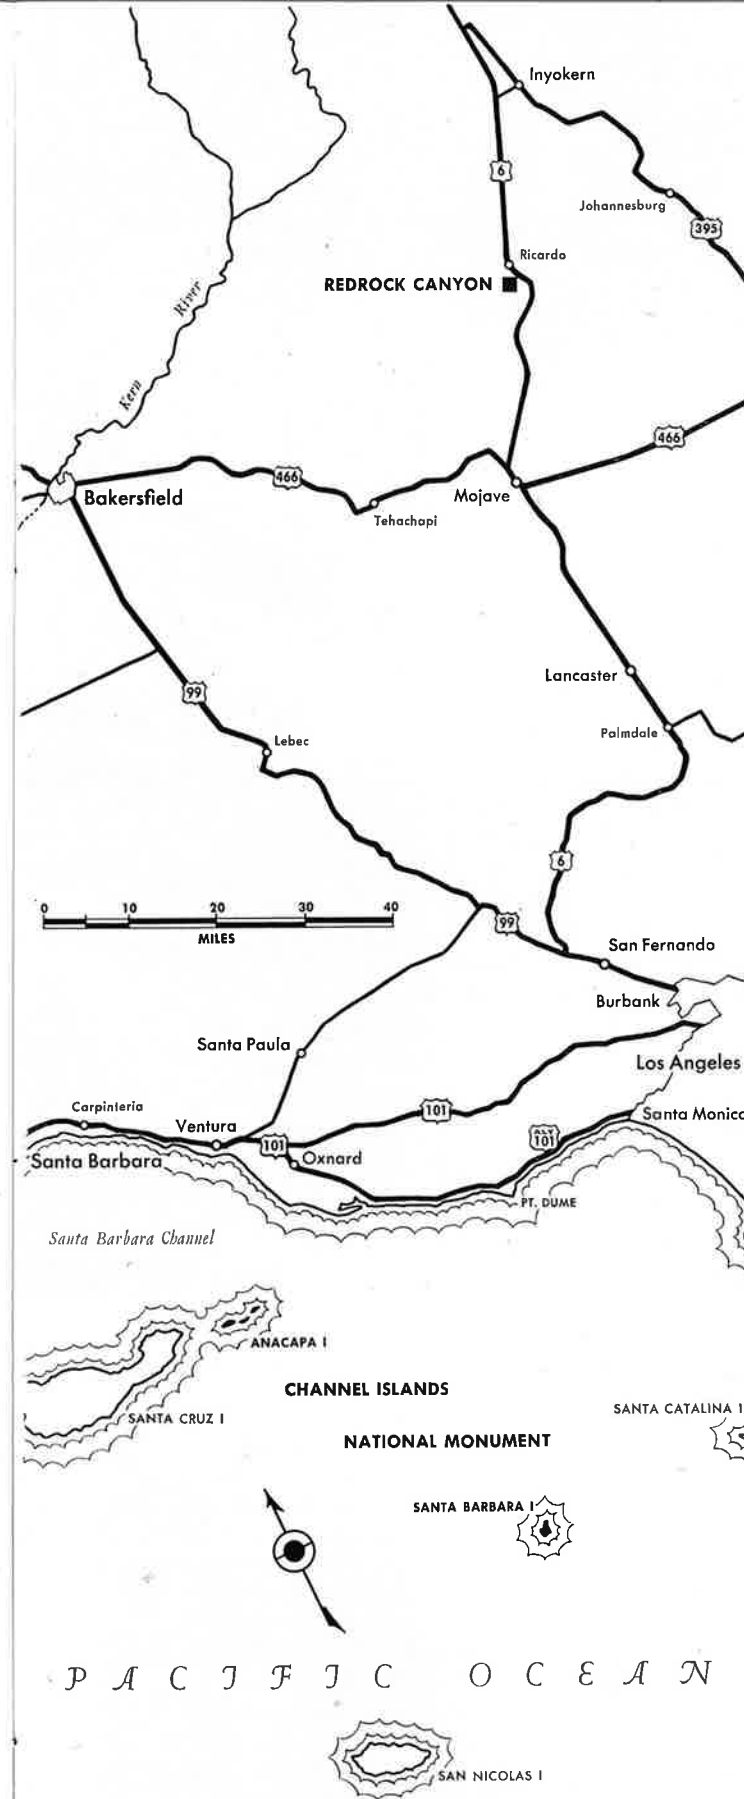 Inyokern
6
Johannesburg
395
Ricardo
REDROCK CANYON
River
Kern
466
466
Bakersfield
Mojave
Tehachapi
Lancaster
99
Palmdale
Lebec
6
0 10 20 30 40
MILES
99
San Fernando
Burbank
Santa Paula
Los Angeles
Carpinteria
101
Santa Monica
Ventura
ALT
101
101
Oxnard
Santa Barbara
PT. DUME
Santa Barbara Channel
ANACAPA I
CHANNEL ISLANDS
SANTA CATALINA I
SANTA CRUZ I
NATIONAL MONUMENT
SANTA BARBARA I
PACIFIC OCEAN
SAN NICOLAS I